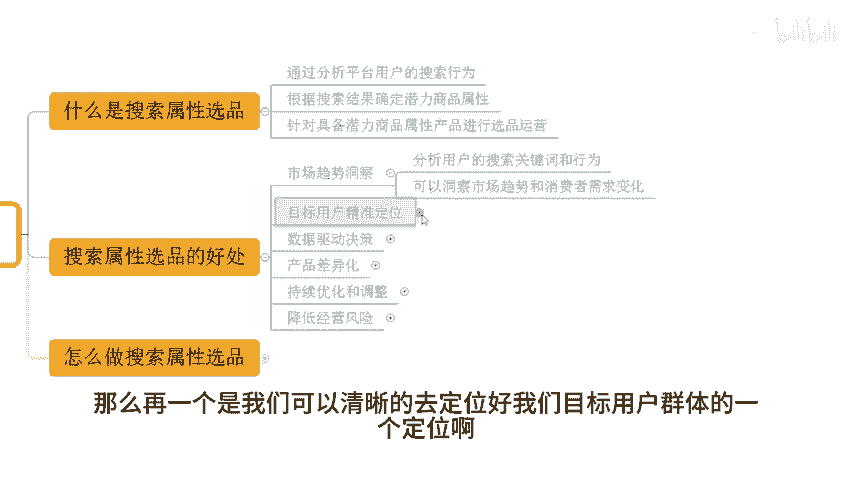 bilibili
什么是搜索属性选品
通过分析平台用户的搜索行为
根据搜索结果确定潜力商品属性
针对具备潜力商品属性产品进行选品运营
搜索属性选品的好处
市场趋势洞察
分析用户的搜索关键词和行为
可以洞察市场趋势和消费者需求变化
目标用户精准定位
数据驱动决策
产品差异化
持续优化和调整
降低经营风险
怎么做搜索属性选品
那么再一个是我们可以清晰的去定位好我们目标用户群体的一
个定位啊